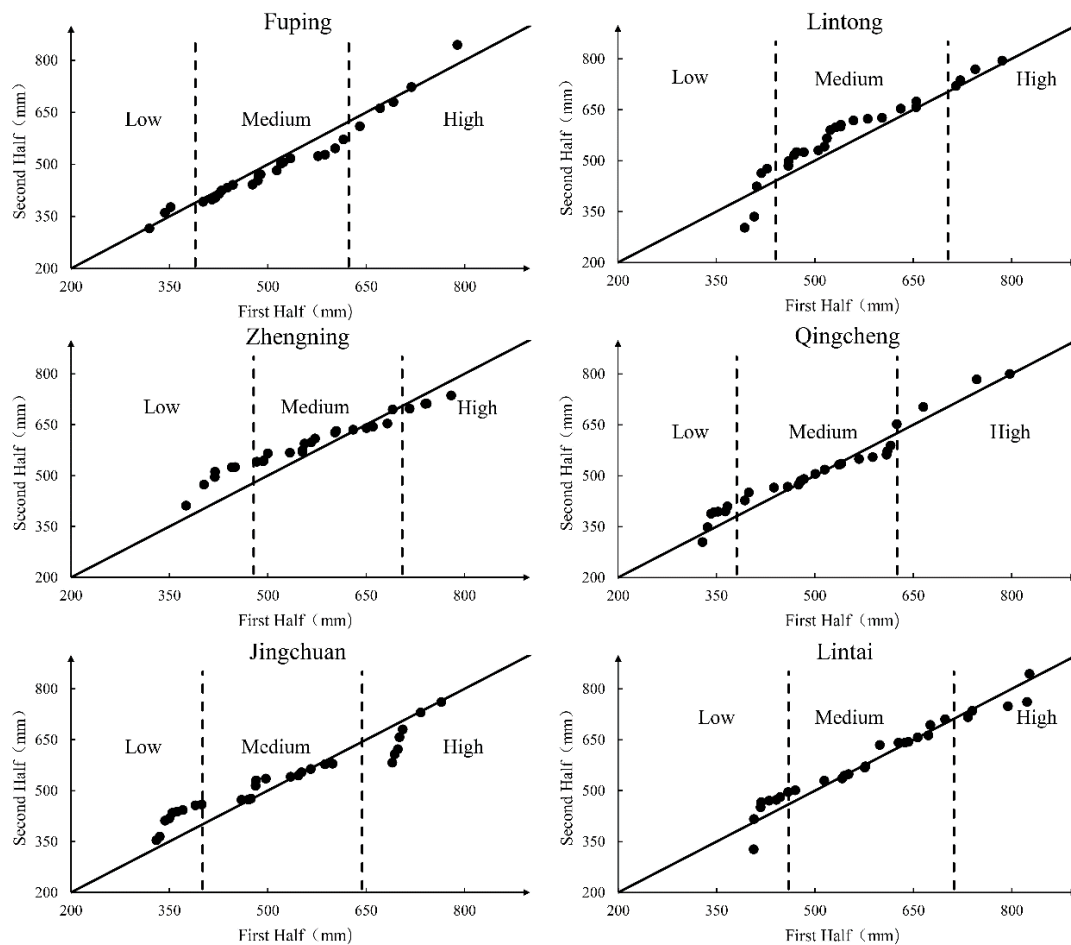 Fuping
800
650
500
350
200
Second Half（mm）
Low
Medium
High
200
350
500
650
800
First Half（mm）
Lintong
800
650
500
350
200
Second Half（mm）
Low
Medium
High
200
350
500
650
800
First Half（mm）
Zhengning
800
650
500
350
200
Second Half（mm）
Low
Medium
High
200
350
500
650
800
First Half（mm）
Qingcheng
800
650
500
350
200
Second Half（mm）
Low
Medium
High
200
350
500
650
800
First Half（mm）
Jingchuan
800
650
500
350
200
Second Half（mm）
Low
Medium
High
200
350
500
650
800
First Half（mm）
Lintai
800
650
500
350
200
Second Half（mm）
Low
Medium
High
200
350
500
650
800
First Half（mm）